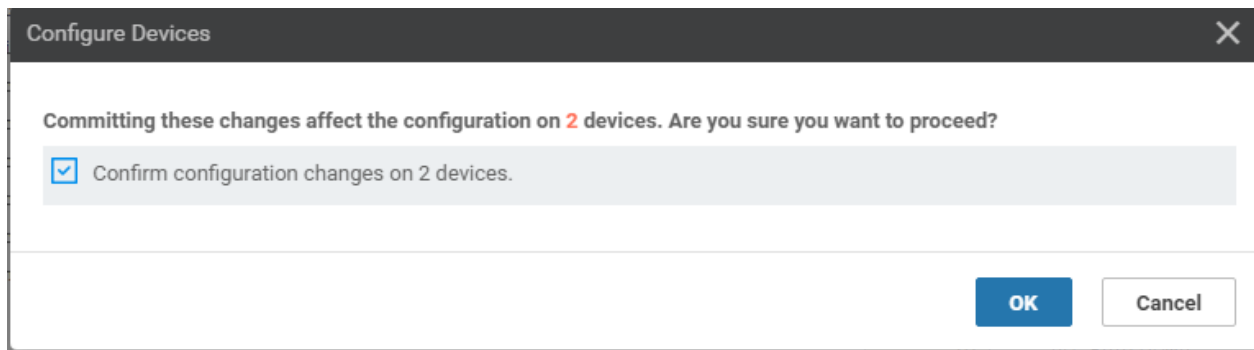 Configure Devices
Committing these changes affect the configuration on 2 devices. Are you sure you want to proceed?
Confirm configuration changes on 2 devices.
OK Cancel